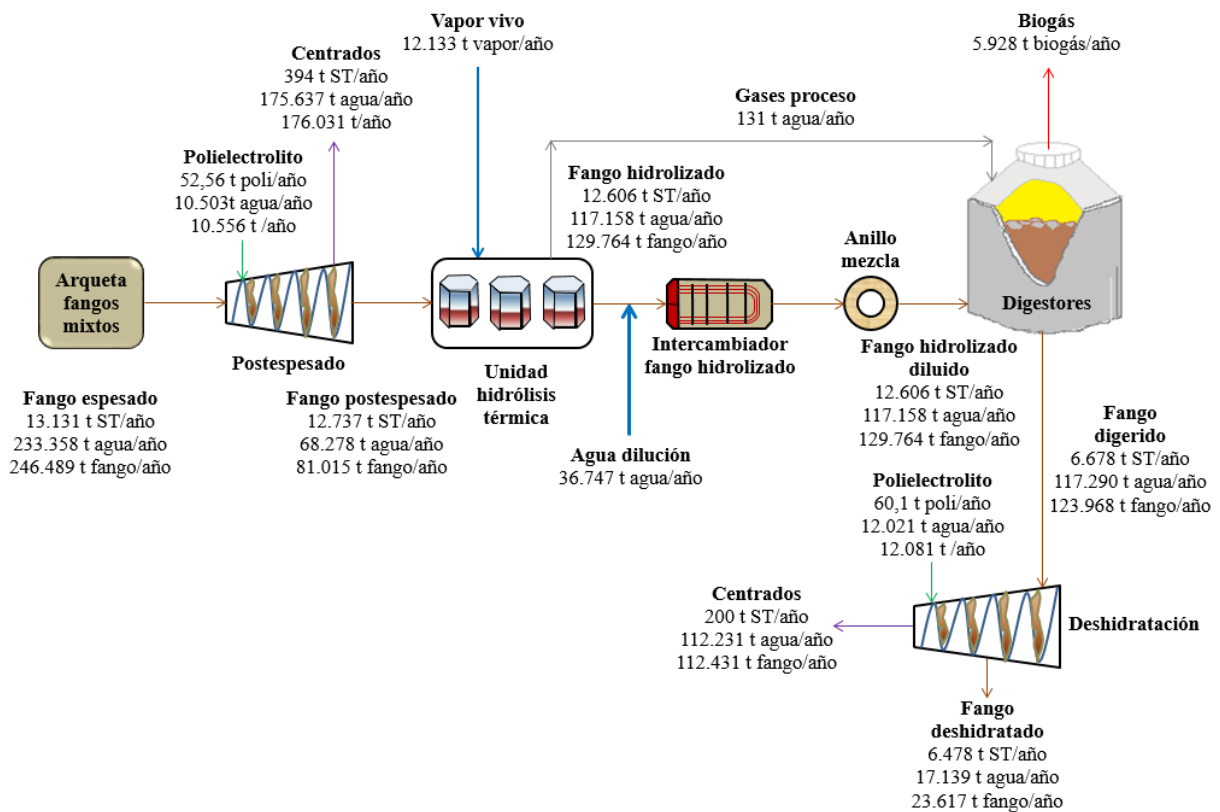 Vapor vivo
12.133 t vapor/año
Biogás
5.928 t biogás/año
Centrados
394 t ST/año
175.637 t agua/año
176.031 t/año
Gases proceso
131 t agua/año
Polielectrolito
52,56 t poli/año
10.503t agua/año
10.556 t /año
Fango hidrolizado
12.606 t ST/año
117.158 t agua/año
129.764 t fango/año
Anillo
mezcla
Arqueta
fangos
mixtos
Digestores
Postespesado
Unidad
hidrólisis
térmica
Intercambiador
fango hidrolizado
Fango hidrolizado
diluido
12.606 t ST/año
117.158 t agua/año
129.764 t fango/año
Fango espesado
13.131 t ST/año
233.358 t agua/año
246.489 t fango/año
Fango postespesado
12.737 t ST/año
68.278 t agua/año
81.015 t fango/año
Agua dilución
36.747 t agua/año
Fango
digerido
6.678 t ST/año
117.290 t agua/año
123.968 t fango/año
Polielectrolito
60,1 t poli/año
12.021 t agua/año
12.081 t /año
Centrados
200 t ST/año
112.231 t agua/año
112.431 t fango/año
Deshidratación
Fango
deshidratado
6.478 t ST/año
17.139 t agua/año
23.617 t fango/año